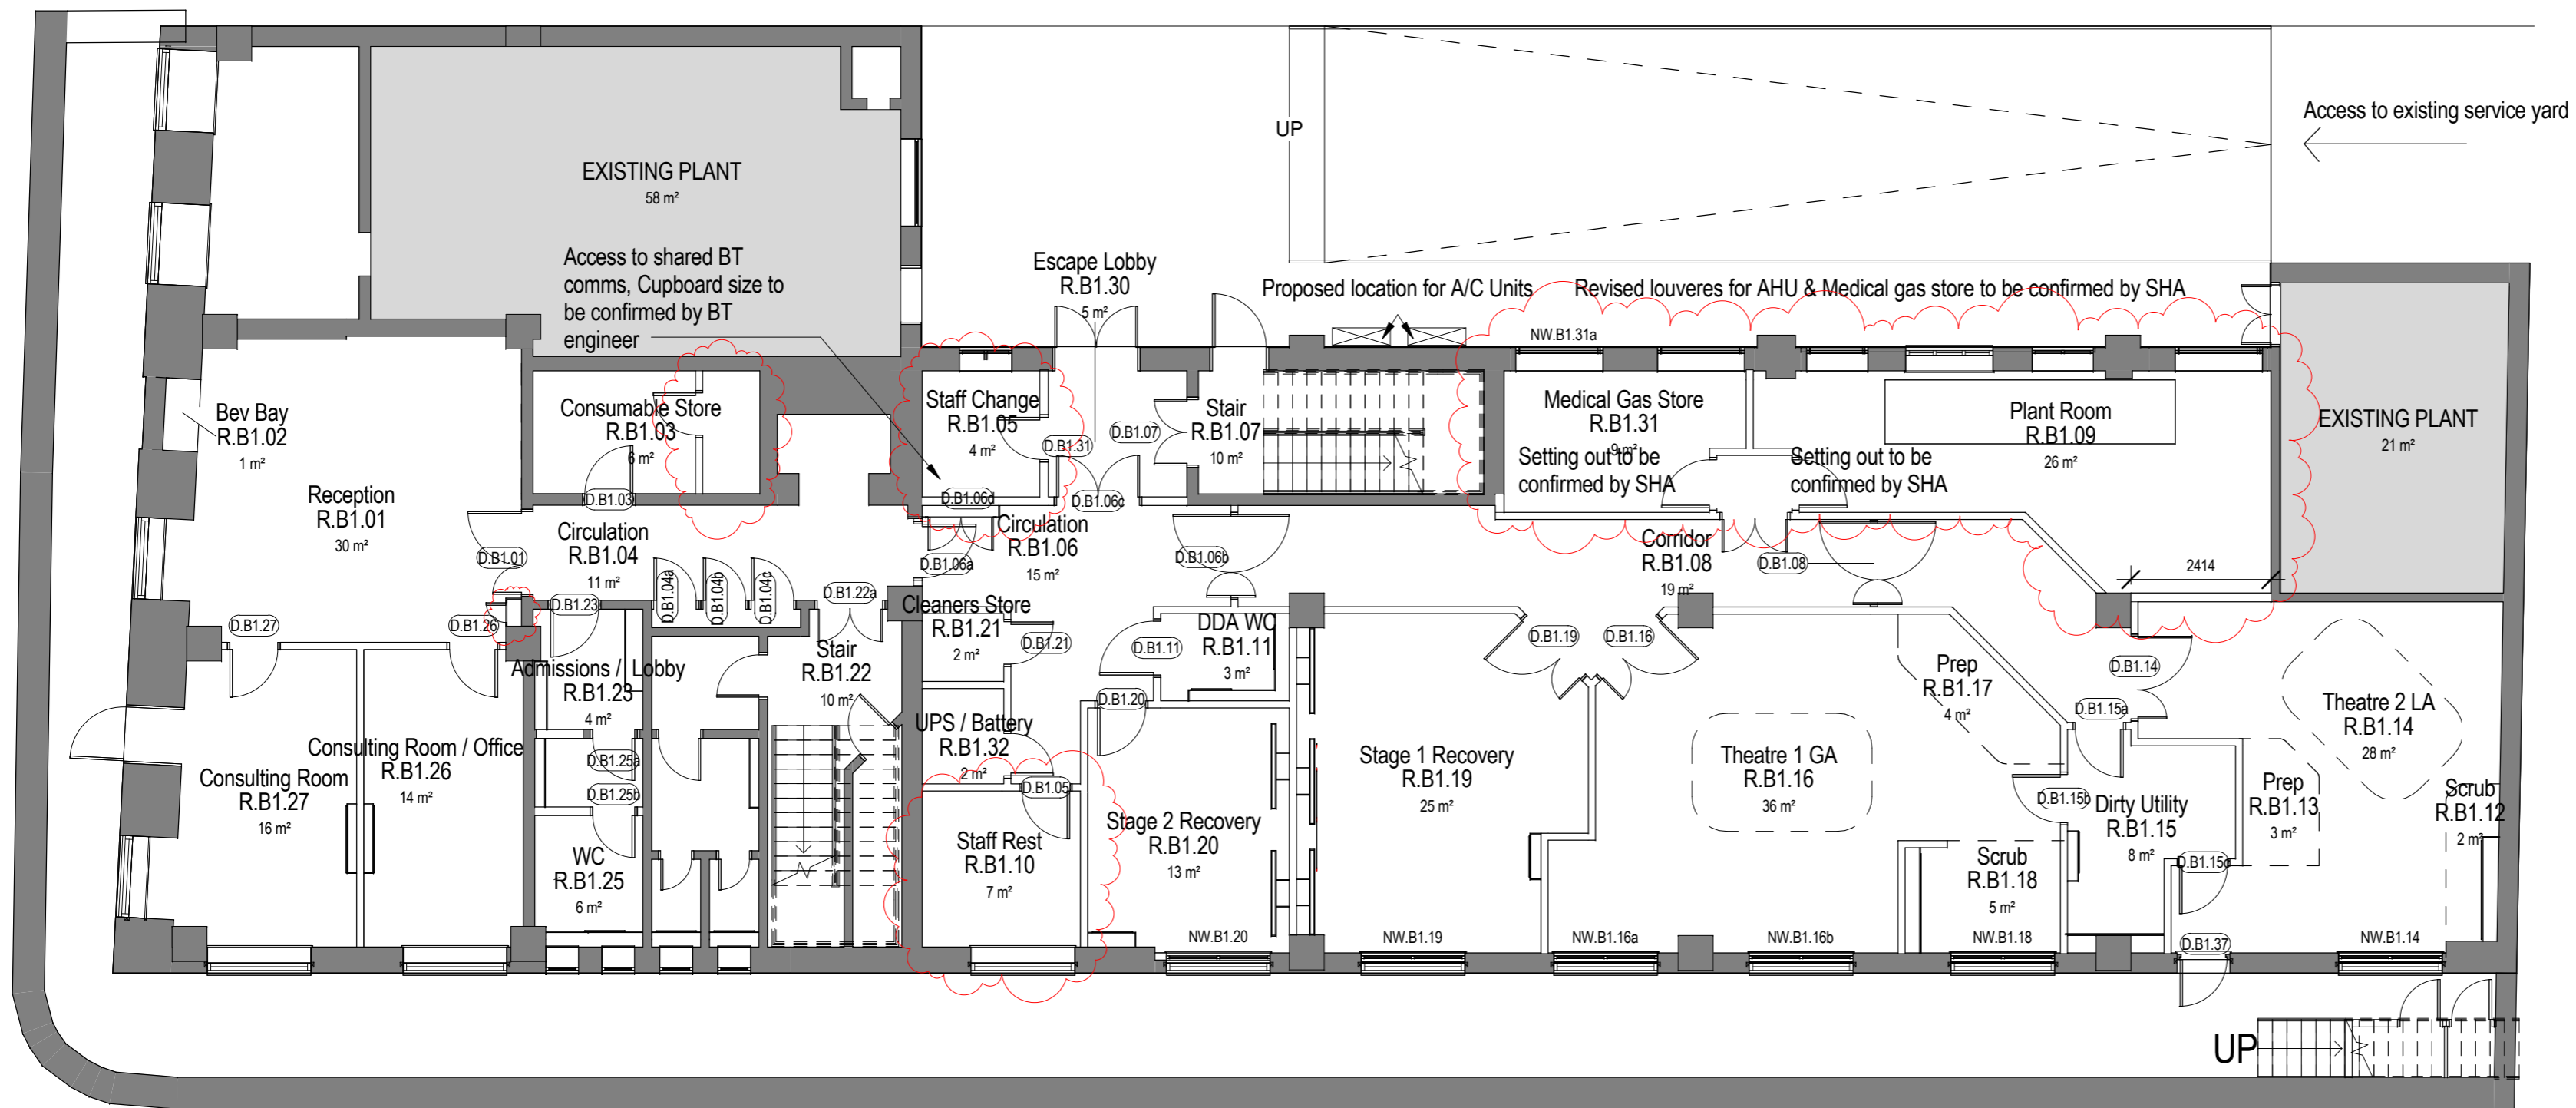 Access to existing service yard
UP
EXISTING PLANT
58 m²
Access to shared BT
comms, Cupboard size to
be confirmed by BT
engineer
Escape Lobby
R.B1.30
5 m²
Proposed location for A/C Units
Revised louveres for AHU & Medical gas store to be confirmed by SHA
NW.B1.31a
Bev Bay
R.B1.02
1 m²
Consumable Store
R.B1.03
6 m²
D.B1.03
Staff Change
R.B1.05
4 m²
D.B1.31
D.B1.07
Stair
R.B1.07
10 m²
Medical Gas Store
R.B1.31
9 m²
Setting out to be
confirmed by SHA
Plant Room
R.B1.09
26 m²
Setting out to be
confirmed by SHA
EXISTING PLANT
21 m²
Reception
R.B1.01
30 m²
D.B1.01
Circulation
R.B1.04
11 m²
D.B1.06d
D.B1.06c
Circulation
R.B1.06
15 m²
D.B1.06a
D.B1.06b
Corridor
R.B1.08
19 m²
D.B1.08
2414
D.B1.27
D.B1.26
D.B1.23
D.B1.04a
D.B1.04b
D.B1.04c
D.B1.22a
Cleaners Store
R.B1.21
2 m²
D.B1.21
D.B1.11
DDA WC
R.B1.11
3 m²
D.B1.19
D.B1.16
Prep
R.B1.17
4 m²
D.B1.14
Admissions / Lobby
R.B1.23
4 m²
Stair
R.B1.22
10 m²
D.B1.20
D.B1.15a
Theatre 2 LA
R.B1.14
28 m²
UPS / Battery
R.B1.32
2 m²
Consulting Room
R.B1.27
16 m²
Consulting Room / Office
R.B1.26
14 m²
D.B1.25a
D.B1.25b
D.B1.05
Stage 1 Recovery
R.B1.19
25 m²
Theatre 1 GA
R.B1.16
36 m²
D.B1.15b
Dirty Utility
R.B1.15
8 m²
Prep
R.B1.13
3 m²
Scrub
R.B1.12
2 m²
WC
R.B1.25
6 m²
Staff Rest
R.B1.10
7 m²
Stage 2 Recovery
R.B1.20
13 m²
Scrub
R.B1.18
5 m²
NW.B1.20
NW.B1.19
NW.B1.16a
NW.B1.16b
NW.B1.18
D.B1.37
NW.B1.14
UP